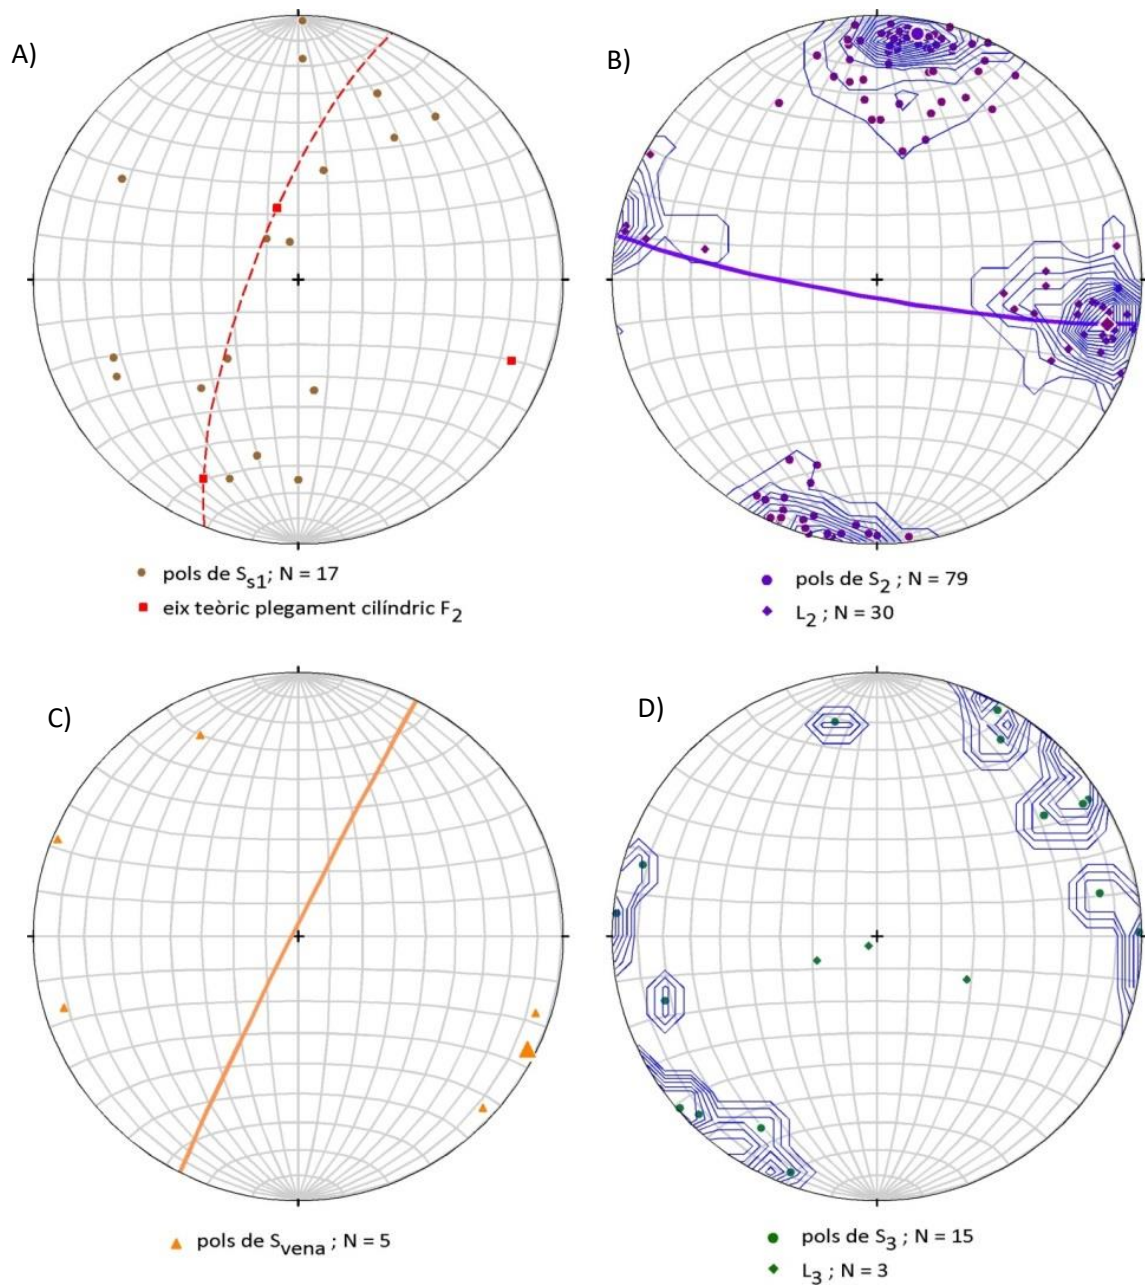 A)
B)
pols de Ss1; N = 17
eix teòric plegament cilíndric F2
pols de S2 ; N = 79
L2 ; N = 30
C)
D)
pols de Svena ; N = 5
pols de S3 ; N = 15
L3 ; N = 3